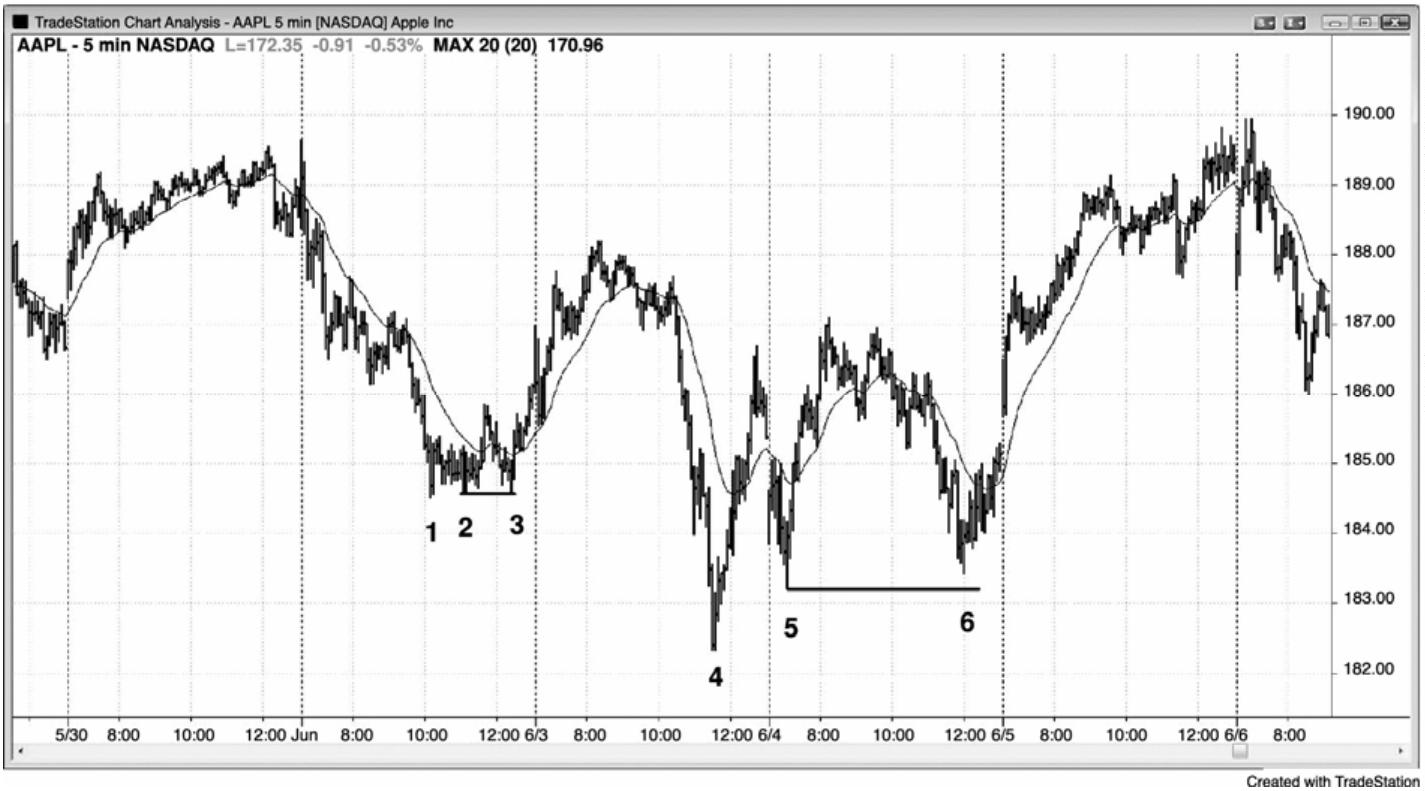 TradeStation Chart Analysis - AAPL 5 min [NASDAQ] Apple Inc
AAPL - 5 min NASDAQ L=172.35 -0.91 -0.53% MAX 20 (20) 170.96
190.00
189.00
188.00
187.00
186.00
185.00
184.00
183.00
182.00
1 2 3
4
5
6
5/30 8:00 10:00 12:00 Jun 8:00 10:00 12:00 6/3 8:00 10:00 12:00 6/4 8:00 10:00 12:00 6/5 8:00 10:00 12:00 6/6 8:00
Created with TradeStation